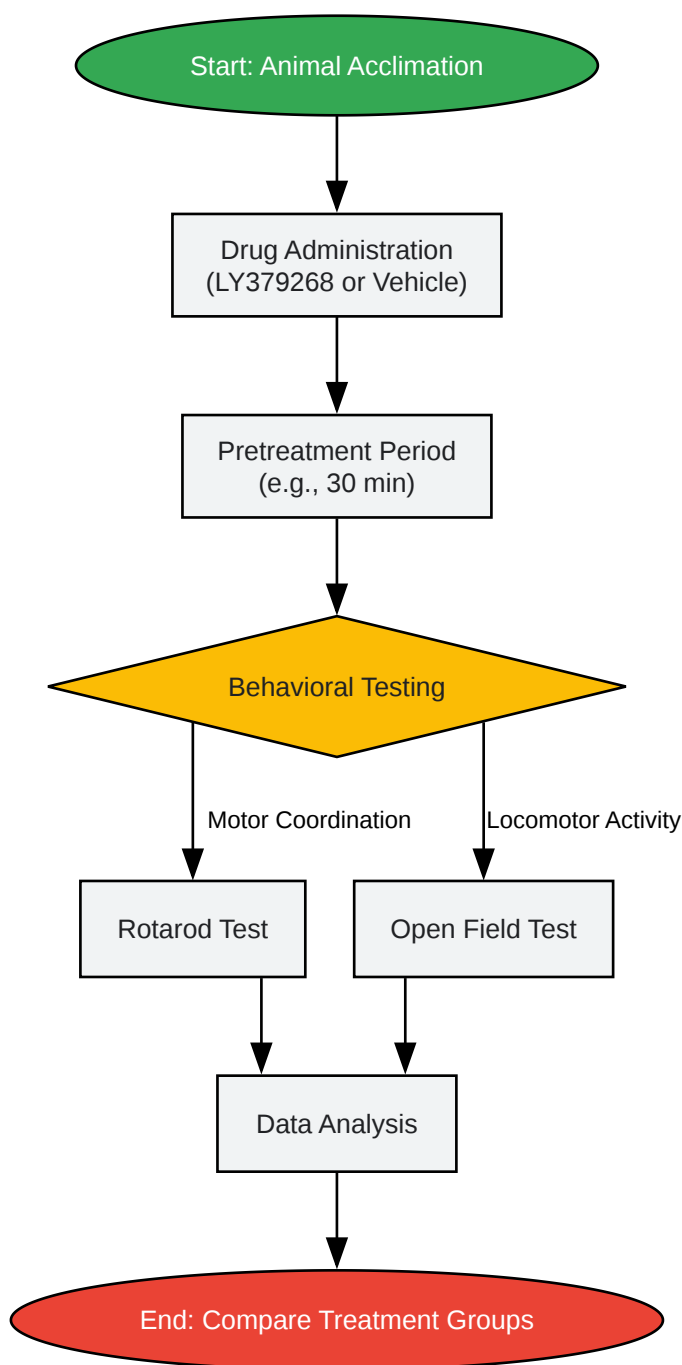 Start: Animal Acclimation
Drug Administration
(LY379268 or Vehicle)
Pretreatment Period
(e.g., 30 min)
Behavioral Testing
Motor Coordination
Locomotor Activity
Rotarod Test
Open Field Test
Data Analysis
End: Compare Treatment Groups